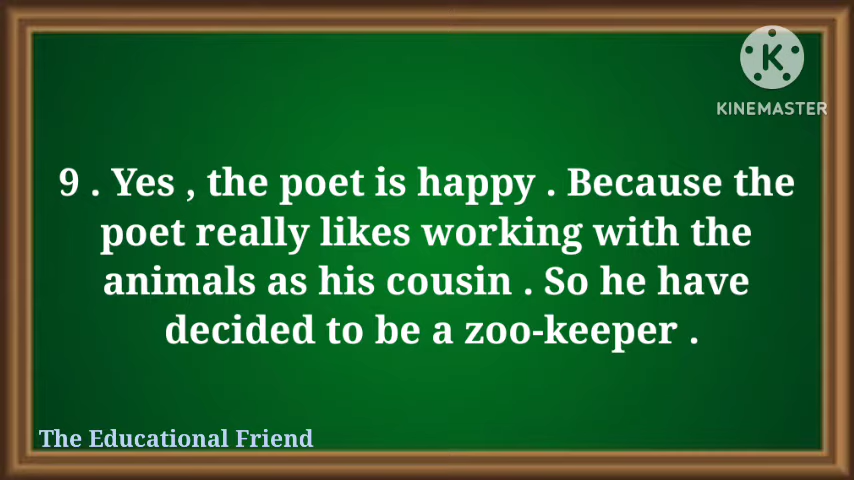 KINEMASTER
9 . Yes , the poet is happy . Because the
poet really likes working with the
animals as his cousin . So he have
decided to be a zoo-keeper .
The Educational Friend